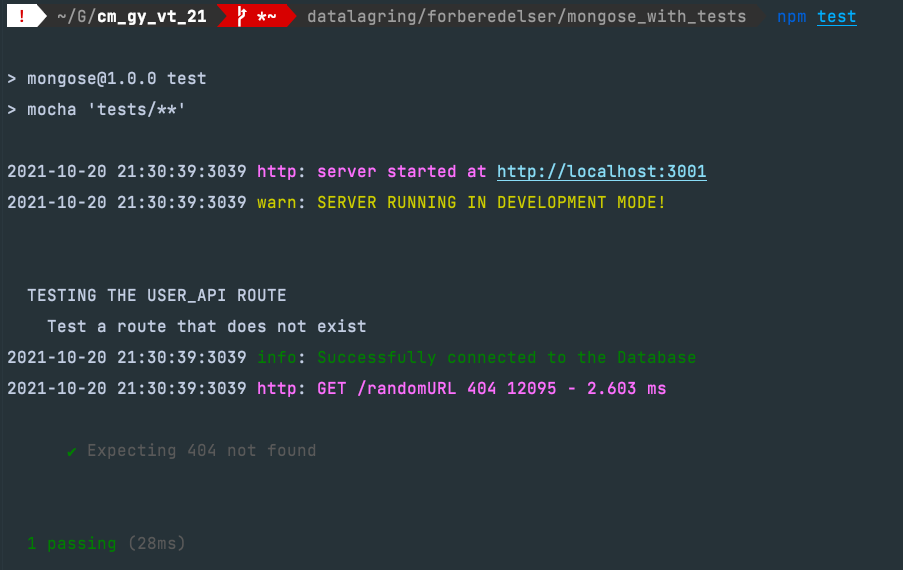 ! ~/G/cm_gy_vt_21 *~ datalagring/forberedelser/mongose_with_tests npm test
> mongose@1.0.0 test
> mocha 'tests/**'
2021-10-20 21:30:39:3039 http: server started at http://localhost:3001
2021-10-20 21:30:39:3039 warn: SERVER RUNNING IN DEVELOPMENT MODE!
TESTING THE USER_API ROUTE
Test a route that does not exist
2021-10-20 21:30:39:3039 info: Successfully connected to the Database
2021-10-20 21:30:39:3039 http: GET /randomURL 404 12095 - 2.603 ms
✔ Expecting 404 not found
1 passing (28ms)